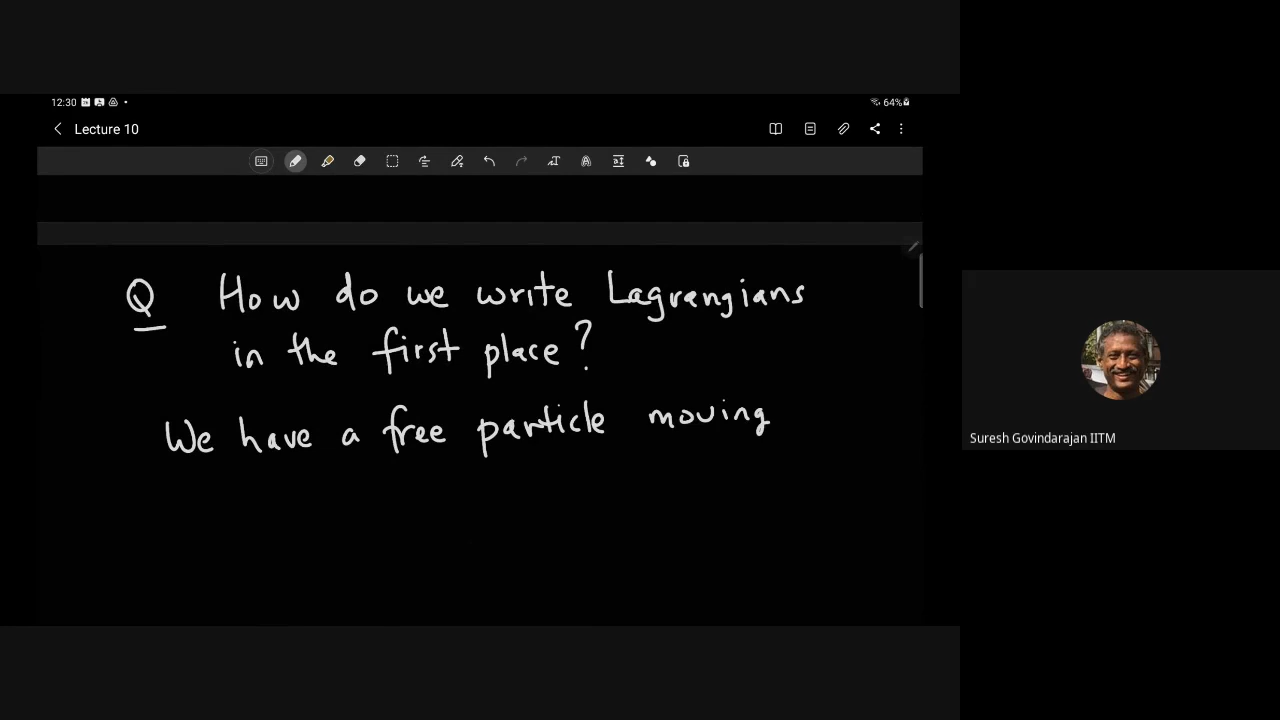 12:30
64%
Lecture 10
Q How do we write Lagrangians
in the first place?
We have a free particle moving
Suresh Govindarajan IITM